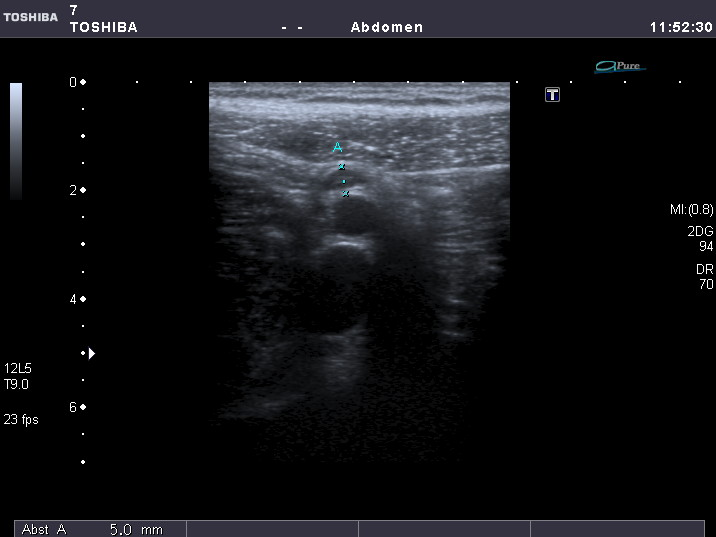 TOSHIBA
7
TOSHIBA
- -
Abdomen
11:52:30
Pure
0
T
A
2
MI:(0.8)
2DG
94
DR
70
4
12L5
T9.0
6
23 fps
Abst A 5.0 mm